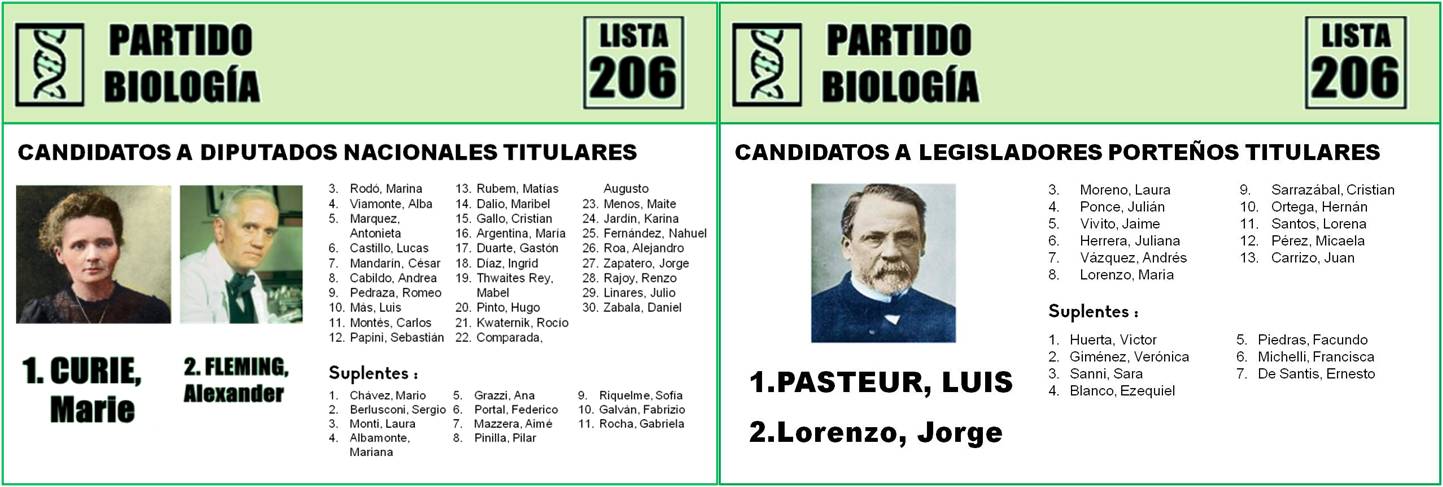 PARTIDO
BIOLOGÍA
LISTA
206
CANDIDATOS A DIPUTADOS NACIONALES TITULARES
1. CURIE,
Marie
2. FLEMING,
Alexander
3. Rodó, Marina
4. Viamonte, Alba
5. Marquez,
Antonieta
6. Castillo, Lucas
7. Mandarín, César
8. Cabildo, Andrea
9. Pedraza, Romeo
10. Más, Luis
11. Montés, Carlos
12. Papini, Sebastián
13. Rubem, Matías
14. Dalio, Maribel
15. Gallo, Cristian
16. Argentina, María
17. Duarte, Gastón
18. Díaz, Ingrid
19. Thwaites Rey,
Mabel
20. Pinto, Hugo
21. Kwaternik, Rocío
22. Comparada,
Augusto
23. Menos, Maite
24. Jardín, Karina
25. Fernández, Nahuel
26. Roa, Alejandro
27. Zapatero, Jorge
28. Rajoy, Renzo
29. Linares, Julio
30. Zabala, Daniel
Suplentes :
1. Chávez, Mario
2. Berlusconi, Sergio
3. Monti, Laura
4. Albamonte,
Mariana
5. Grazzi, Ana
6. Portal, Federico
7. Mazzera, Aimé
8. Pinilla, Pilar
9. Riquelme, Sofía
10. Galván, Fabrizio
11. Rocha, Gabriela
PARTIDO
BIOLOGÍA
LISTA
206
CANDIDATOS A LEGISLADORES PORTEÑOS TITULARES
1.PASTEUR, LUIS
2.Lorenzo, Jorge
3. Moreno, Laura
4. Ponce, Julián
5. Vivito, Jaime
6. Herrera, Juliana
7. Vázquez, Andrés
8. Lorenzo, María
9. Sarrazábal, Cristian
10. Ortega, Hernán
11. Santos, Lorena
12. Pérez, Micaela
13. Carrizo, Juan
Suplentes :
1. Huerta, Víctor
2. Giménez, Verónica
3. Sanni, Sara
4. Blanco, Ezequiel
5. Piedras, Facundo
6. Michelli, Francisca
7. De Santis, Ernesto